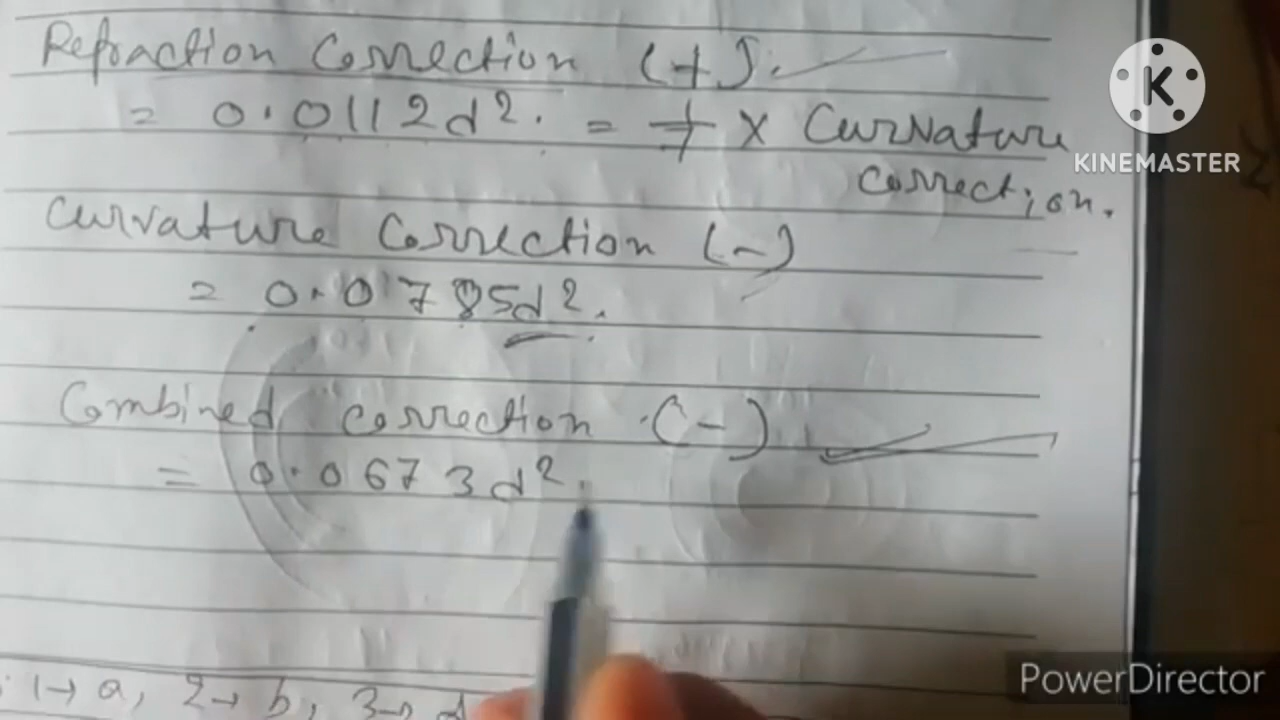 Refraction Correction (+).
= 0.0112d². = 1/7 × Curvature
correction.
Curvature Correction (-)
= 0.0785d².
Combined correction. (-)
= 0.0673d².
1→ a, 2→ b, 3→ d
K
KINEMASTER
PowerDirector